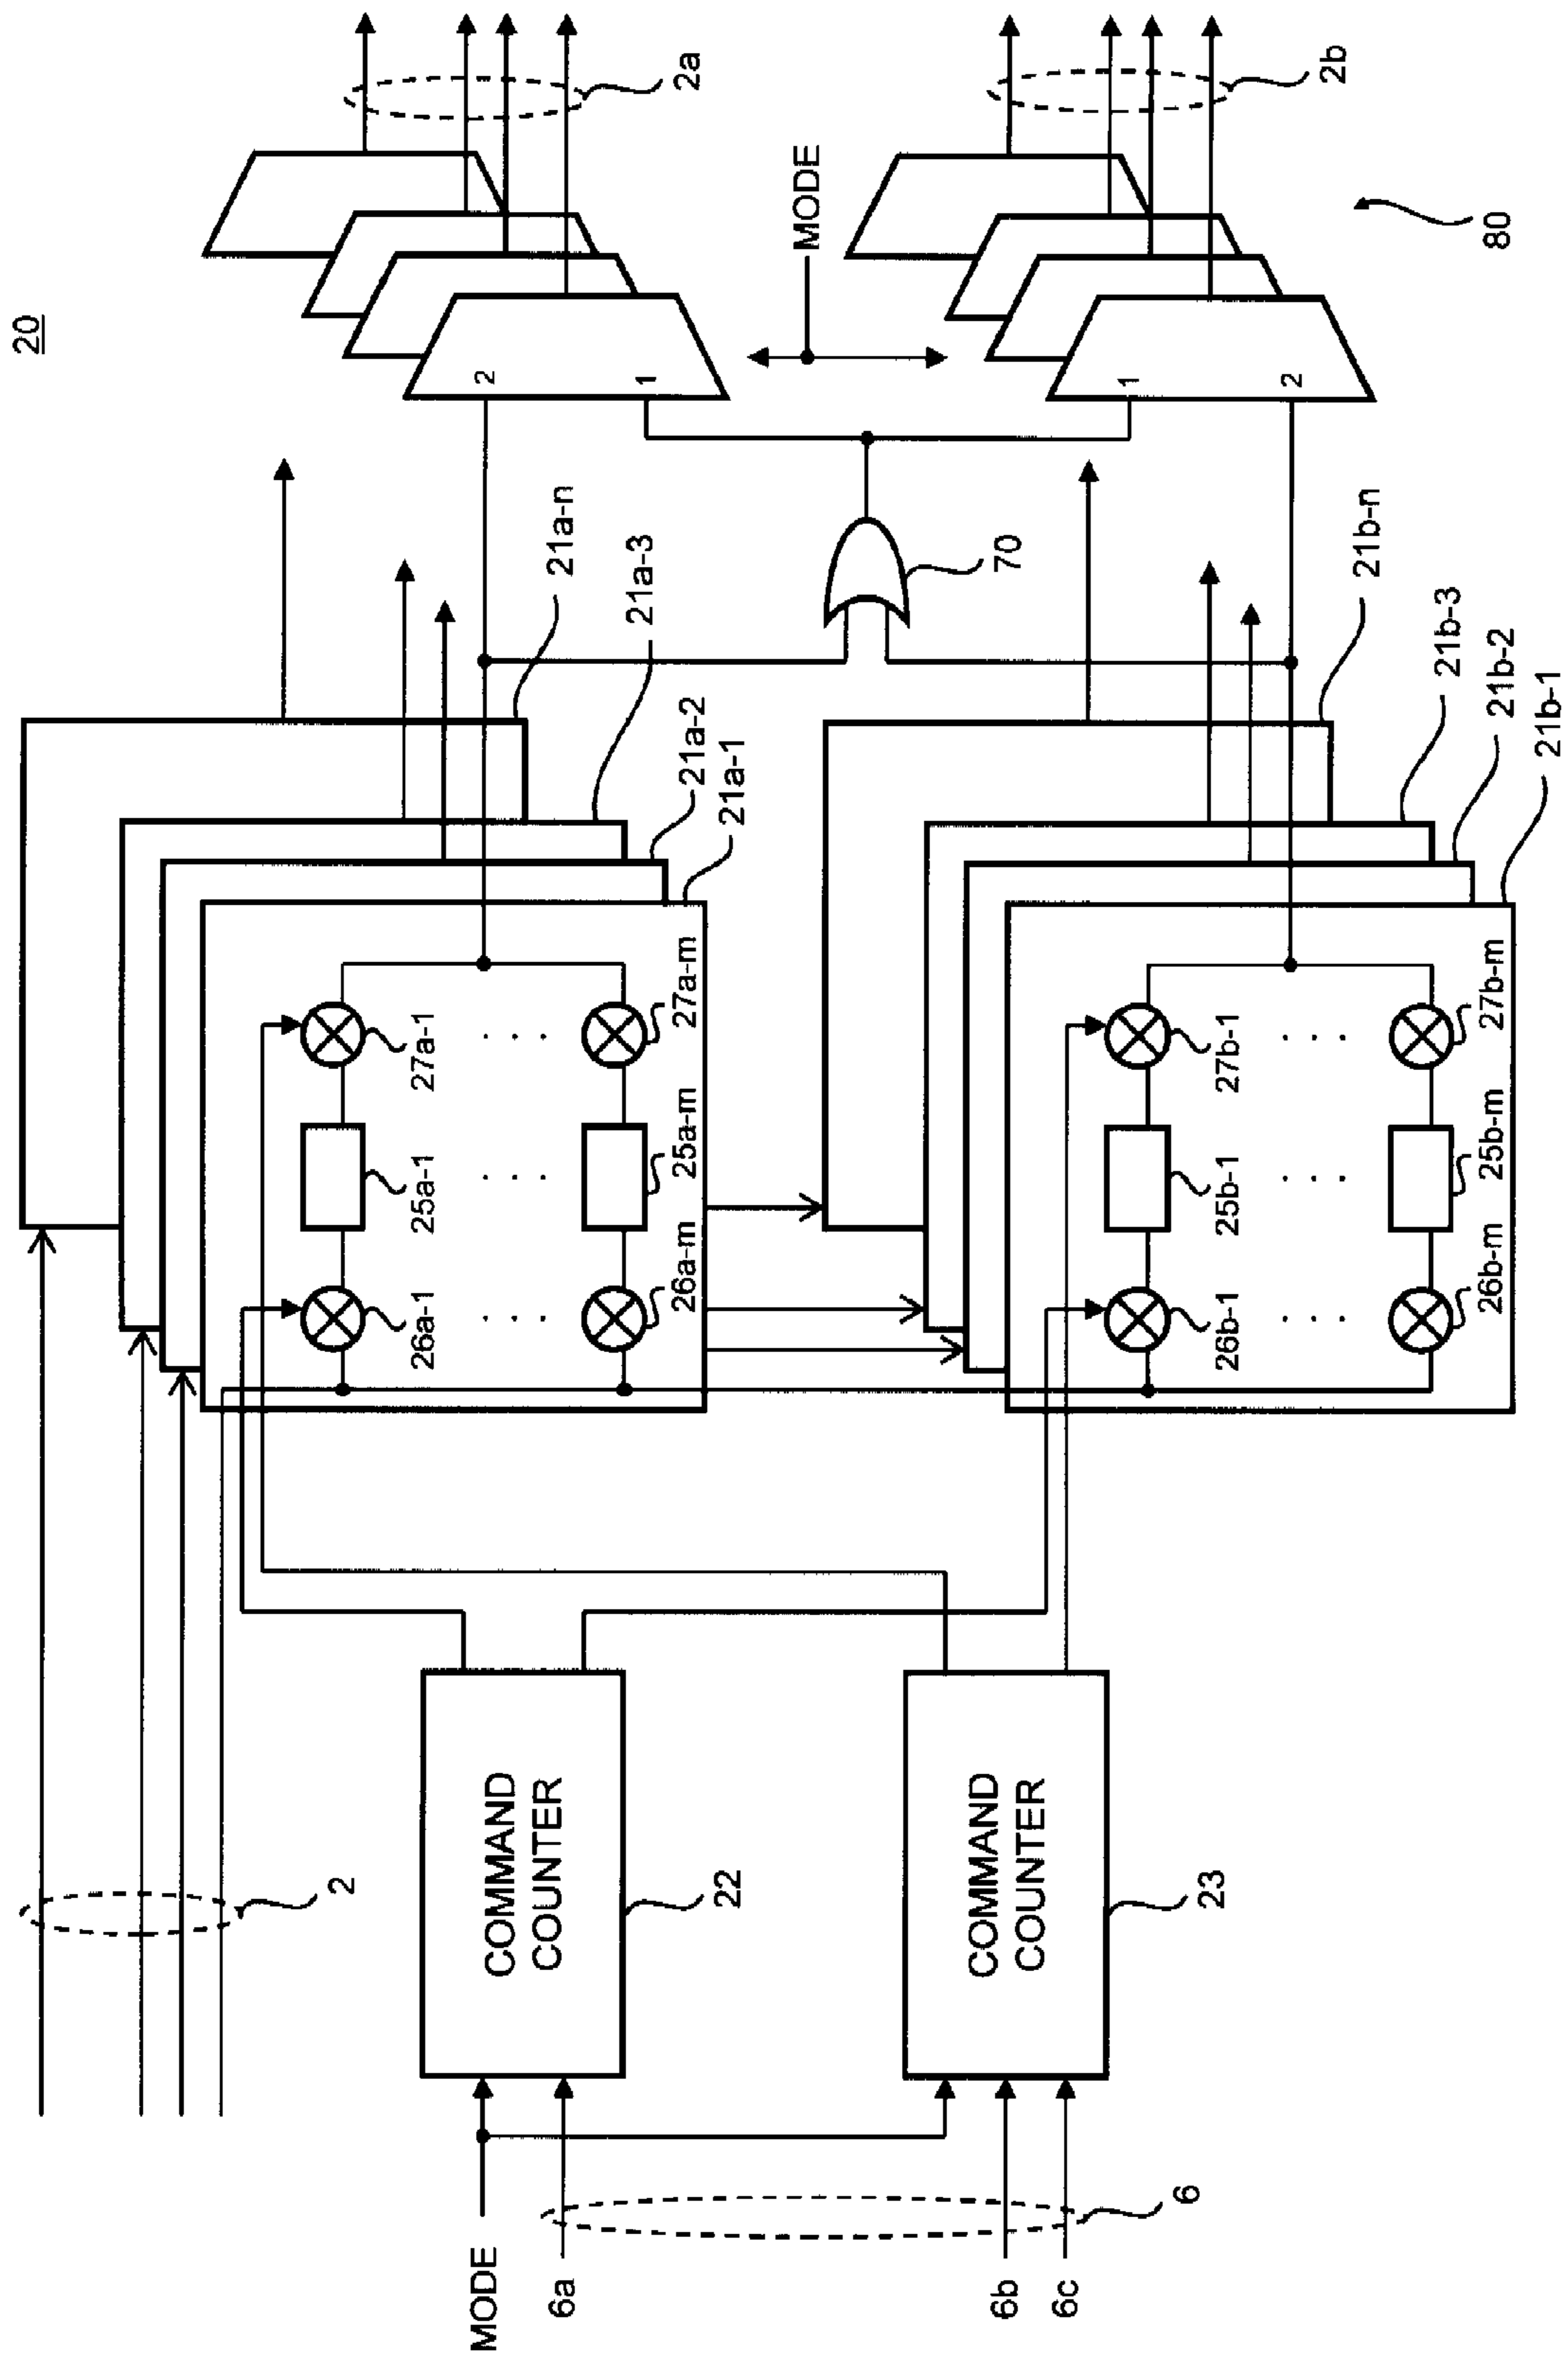 20
2
MODE
6a
6b
6c
6
COMMAND
COUNTER
22
COMMAND
COUNTER
23
26a-1
25a-1
27a-1
. . .
. . .
. . .
26a-m
25a-m
27a-m
21a-1
21a-2
21a-3
21a-n
26b-1
25b-1
27b-1
. . .
. . .
. . .
26b-m
25b-m
27b-m
21b-1
21b-2
21b-3
21b-n
70
2
1
MODE
1
2
2a
2b
80